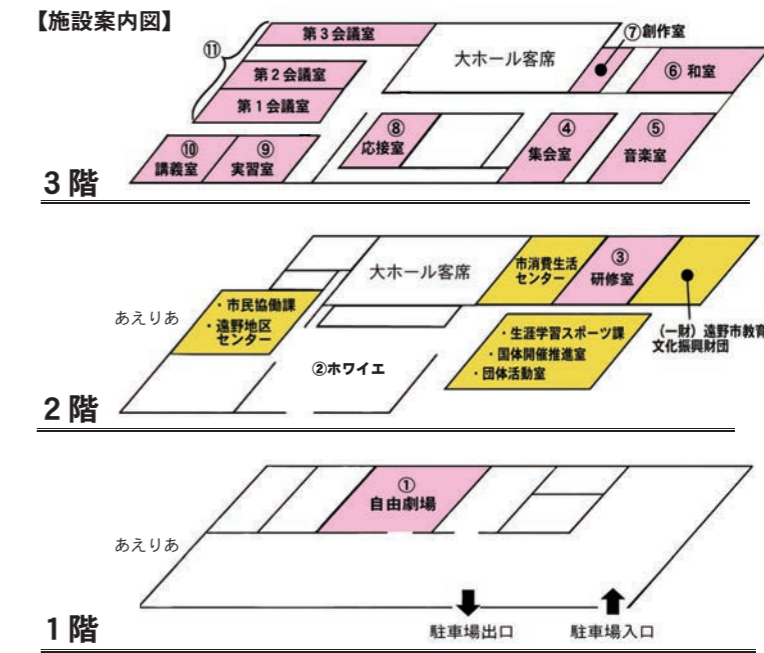 【施設案内図】
⑪
第3会議室
第2会議室
第1会議室
大ホール客席
⑦創作室
⑥ 和室
⑩
講義室
⑨
実習室
⑧
応接室
④
集会室
⑤
音楽室
3階
大ホール客席
市消費生活
センター
③
研修室
あえりあ
・市民協働課
・遠野地区
センター
②ホワイエ
・生涯学習スポーツ課
・国体開催推進室
・団体活動室
(一財)遠野市教育
文化振興財団
2階
①
自由劇場
あえりあ
1階
駐車場出口
駐車場入口